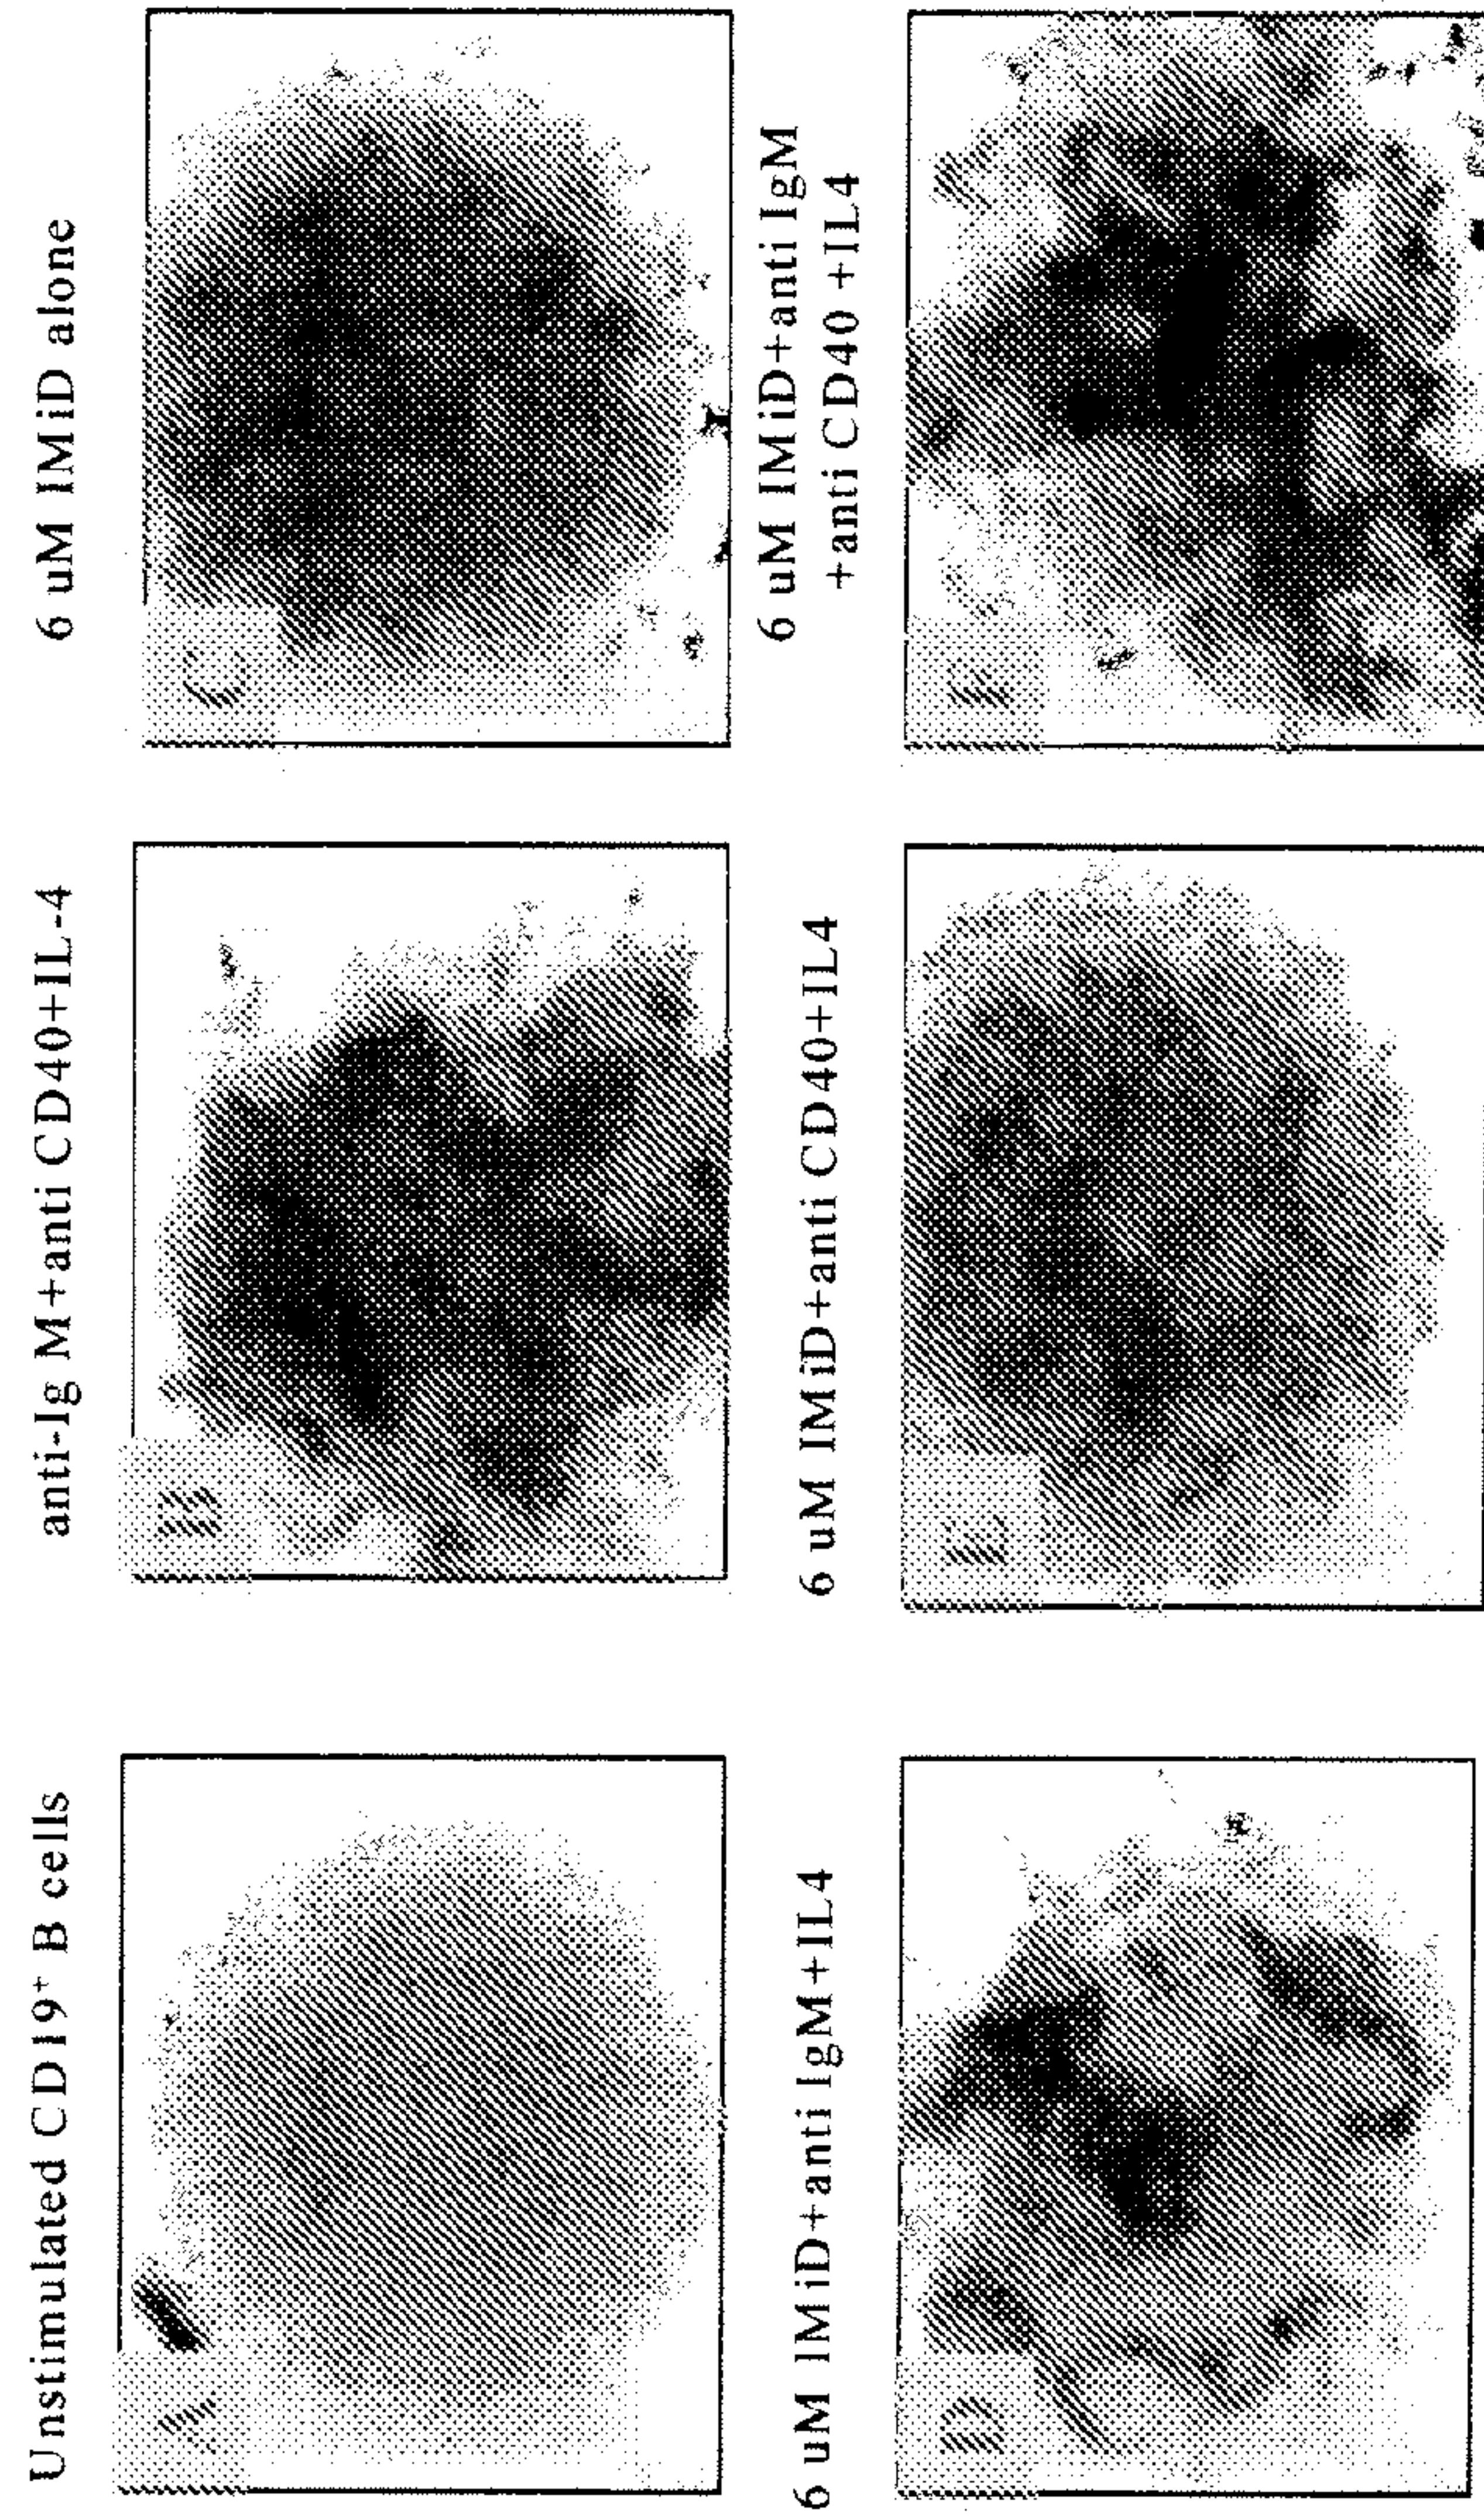 Unstimulated CD19⁺ B cells
A
anti-Ig M+anti CD40+IL-4
B
6 uM IMiD alone
C
6 uM IMiD+anti IgM+IL4
D
6 uM IMiD+anti CD40+IL4
E
6 uM IMiD+anti IgM
+anti CD40 +IL4
F